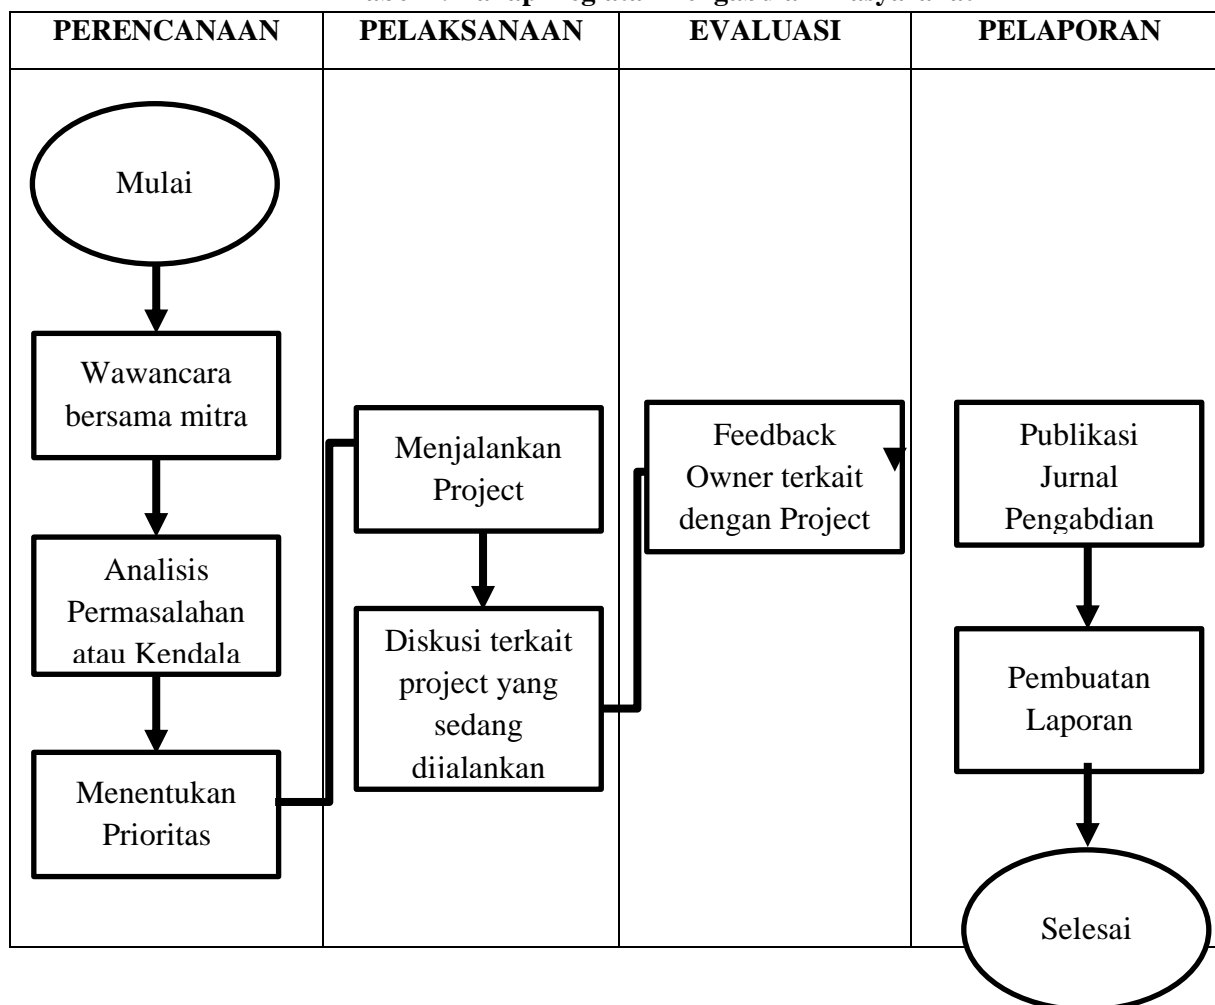 PERENCANAAN
PELAKSANAAN
EVALUASI
PELAPORAN
Mulai
Wawancara
bersama mitra
Analisis
Permasalahan
atau Kendala
Menentukan
Prioritas
Menjalankan
Project
Diskusi terkait
project yang
sedang
dijalankan
Feedback
Owner terkait
dengan Project
Publikasi
Jurnal
Pengabdian
Pembuatan
Laporan
Selesai